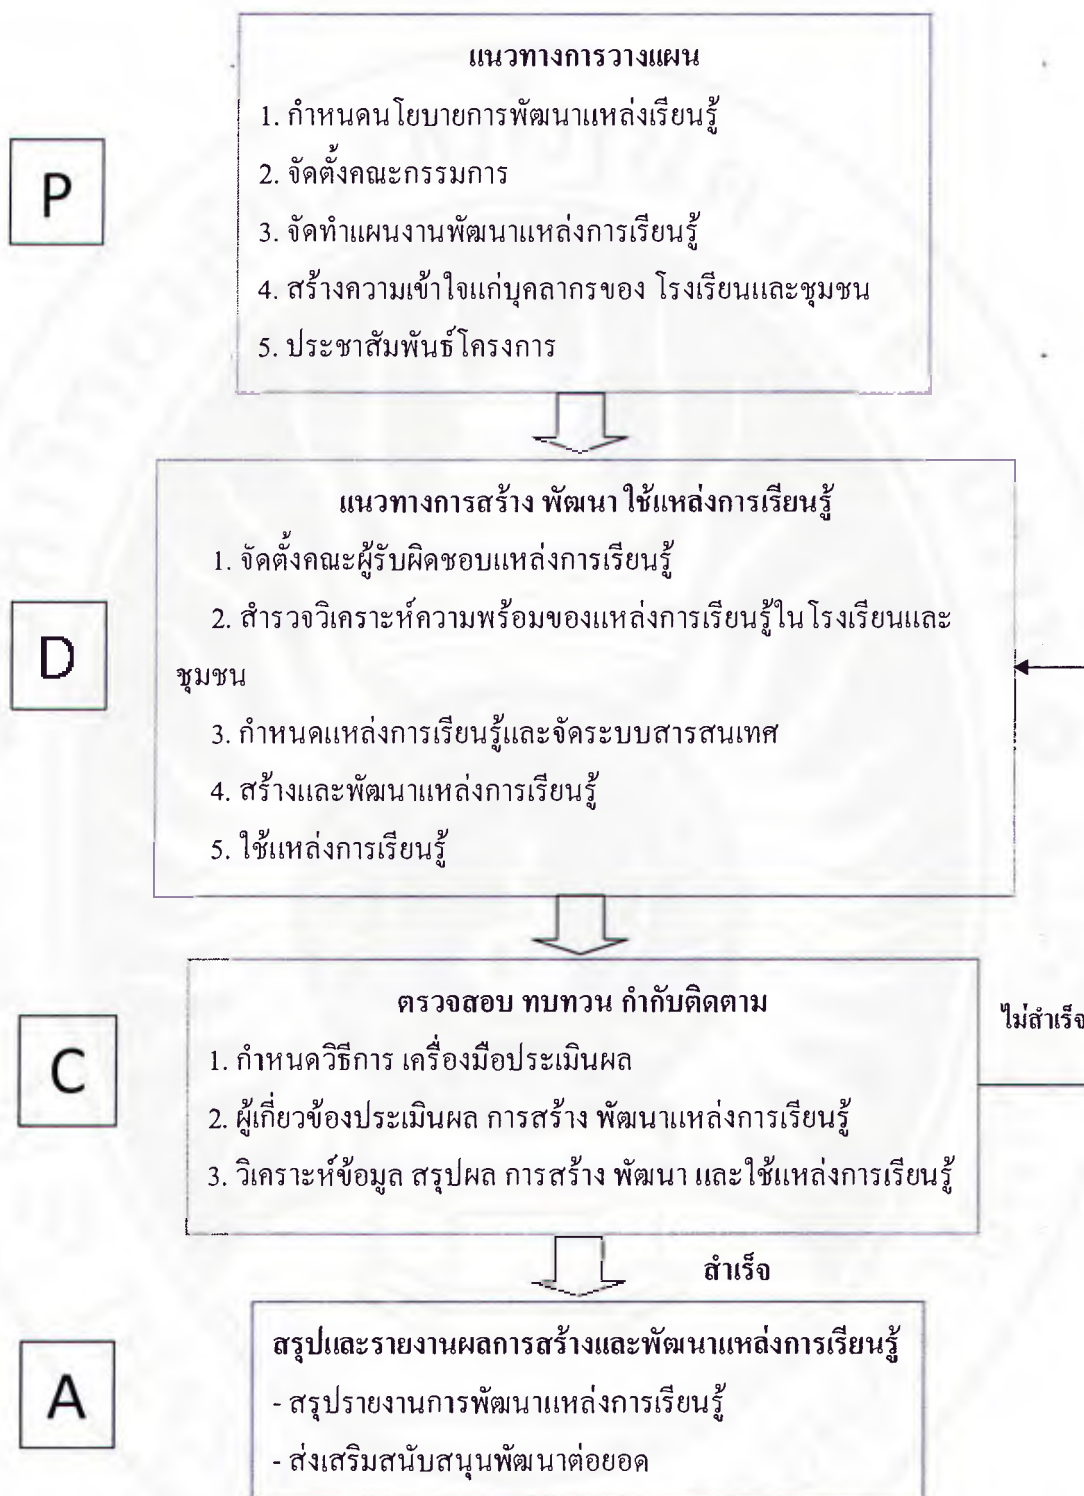 แนวทางการวางแผน
1. กำหนดนโยบายการพัฒนาแหล่งเรียนรู้
P
2. จัดตั้งคณะกรรมการ
3. จัดทำแผนงานพัฒนาแหล่งการเรียนรู้
4. สร้างความเข้าใจแก่บุคลากรของ โรงเรียนและชุมชน
5. ประชาสัมพันธ์โครงการ
แนวทางการสร้าง พัฒนา ใช้แหล่งการเรียนรู้
1. จัดตั้งคณะผู้รับผิดชอบแหล่งการเรียนรู้
2. สำรวจวิเคราะห์ความพร้อมของแหล่งการเรียนรู้ในโรงเรียนและ
D
ชุมชน
3. กำหนดแหล่งการเรียนรู้และจัดระบบสารสนเทศ
4. สร้างและพัฒนาแหล่งการเรียนรู้
5. ใช้แหล่งการเรียนรู้
ตรวจสอบ ทบทวน กำกับติดตาม
ไม่สำเร็จ
1. กำหนดวิธีการ เครื่องมือประเมินผล
C
2. ผู้เกี่ยวข้องประเมินผล การสร้าง พัฒนาแหล่งการเรียนรู้
3. วิเคราะห์ข้อมูล สรุปผล การสร้าง พัฒนา และใช้แหล่งการเรียนรู้
สำเร็จ
สรุปและรายงานผลการสร้างและพัฒนาแหล่งการเรียนรู้
A
- สรุปรายงานการพัฒนาแหล่งการเรียนรู้
- ส่งเสริมสนับสนุนพัฒนาต่อยอด